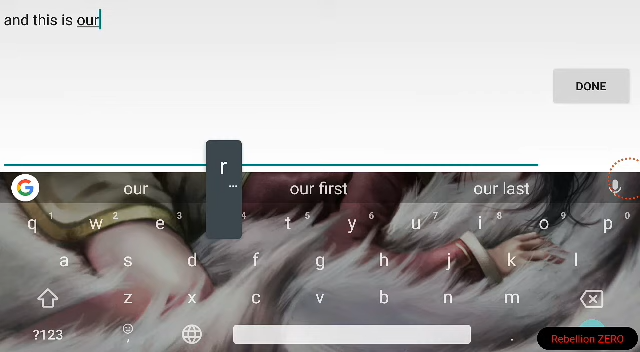 and this is our
DONE
r
...
G our our first our last
q 1 w 2 e 3 t 5 y 6 u 7 i 8 o 9 p 0
a s d f g h j k l
z x c v b n m
?123 , .
Rebellion ZERO